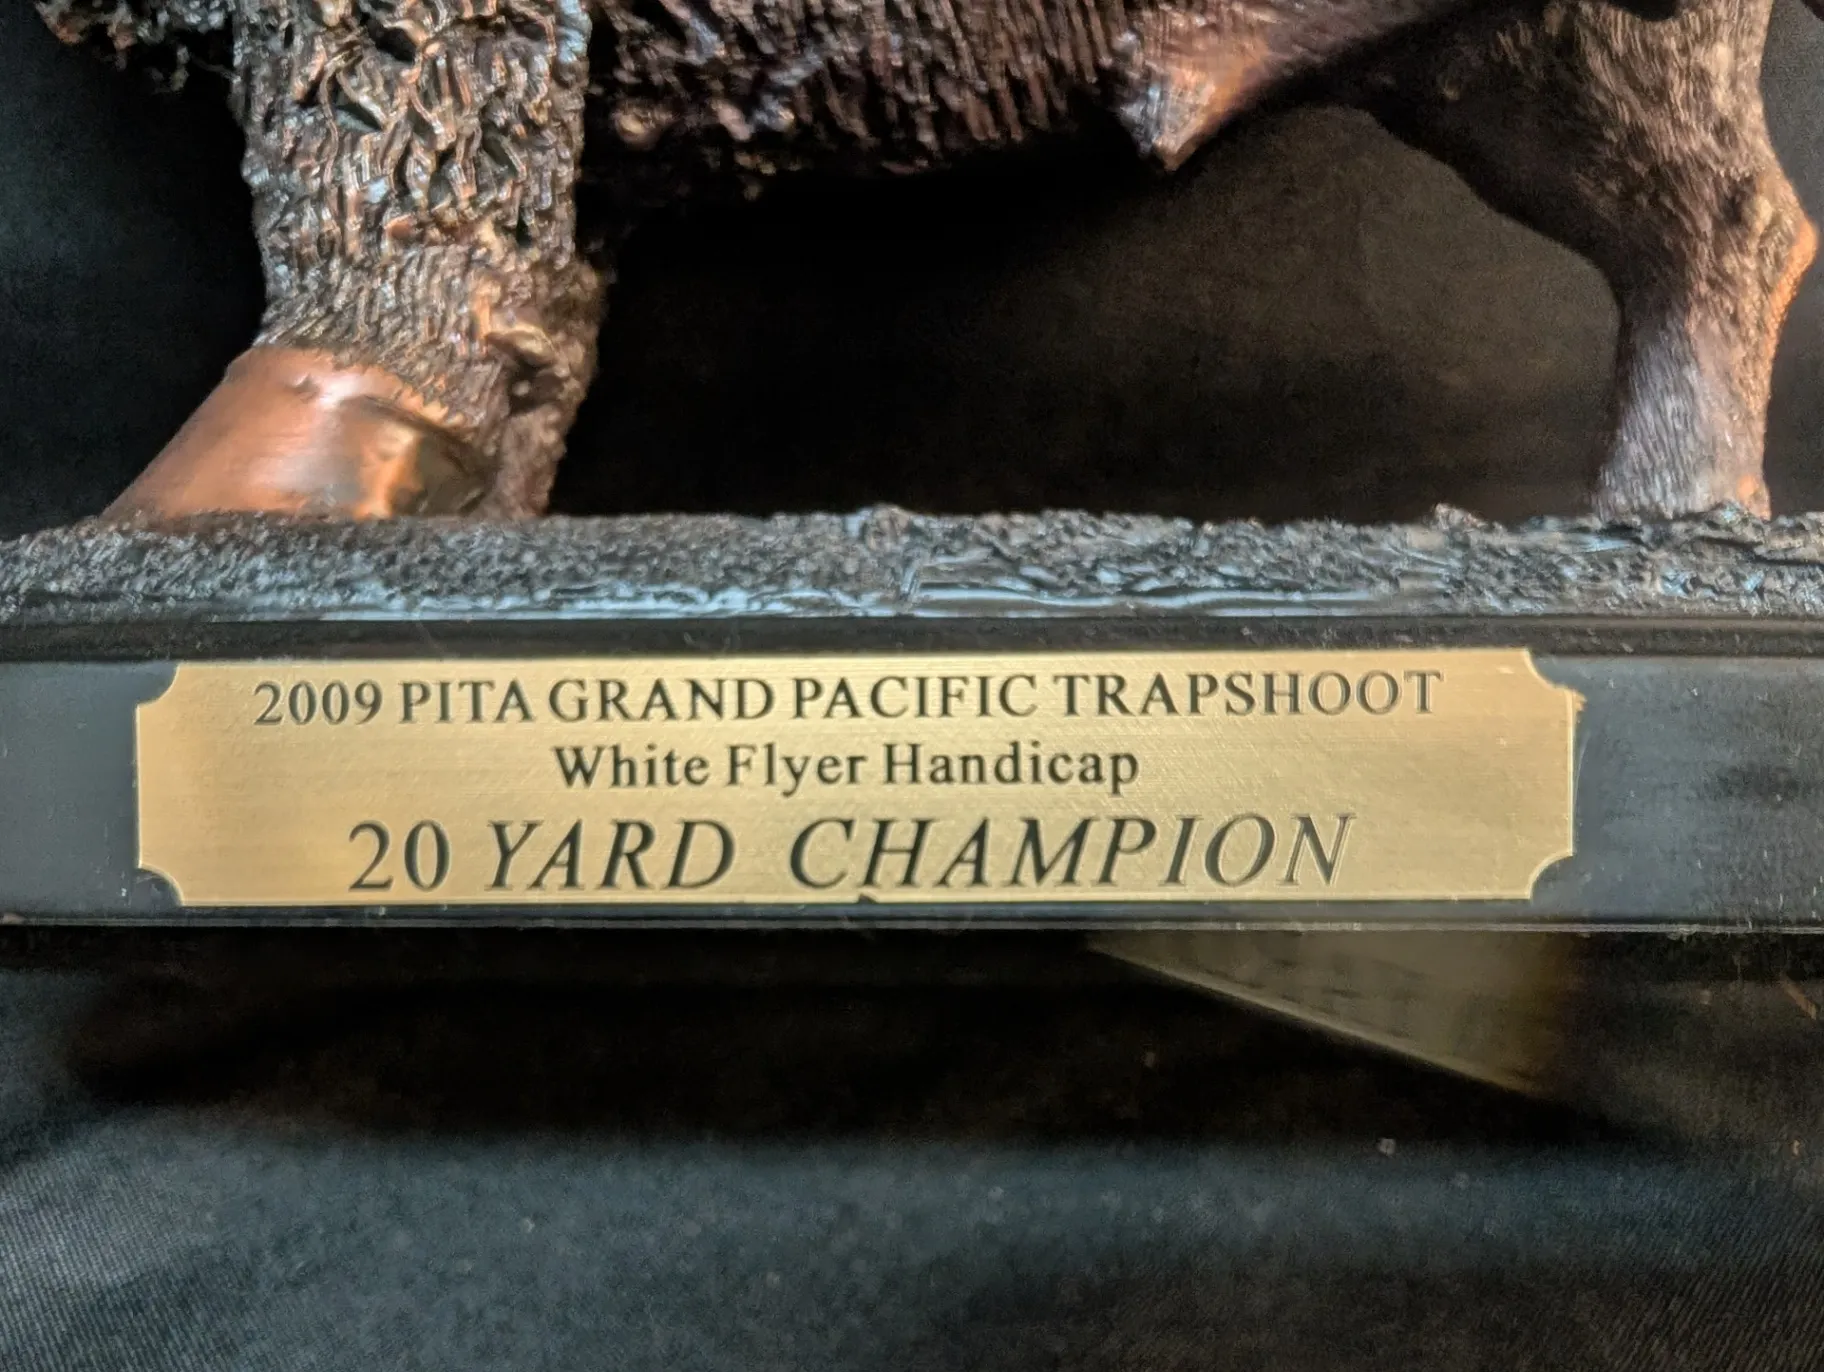 2009 PITA GRAND PACIFIC TRAPSHOOT
White Flyer Handicap
20 YARD CHAMPION